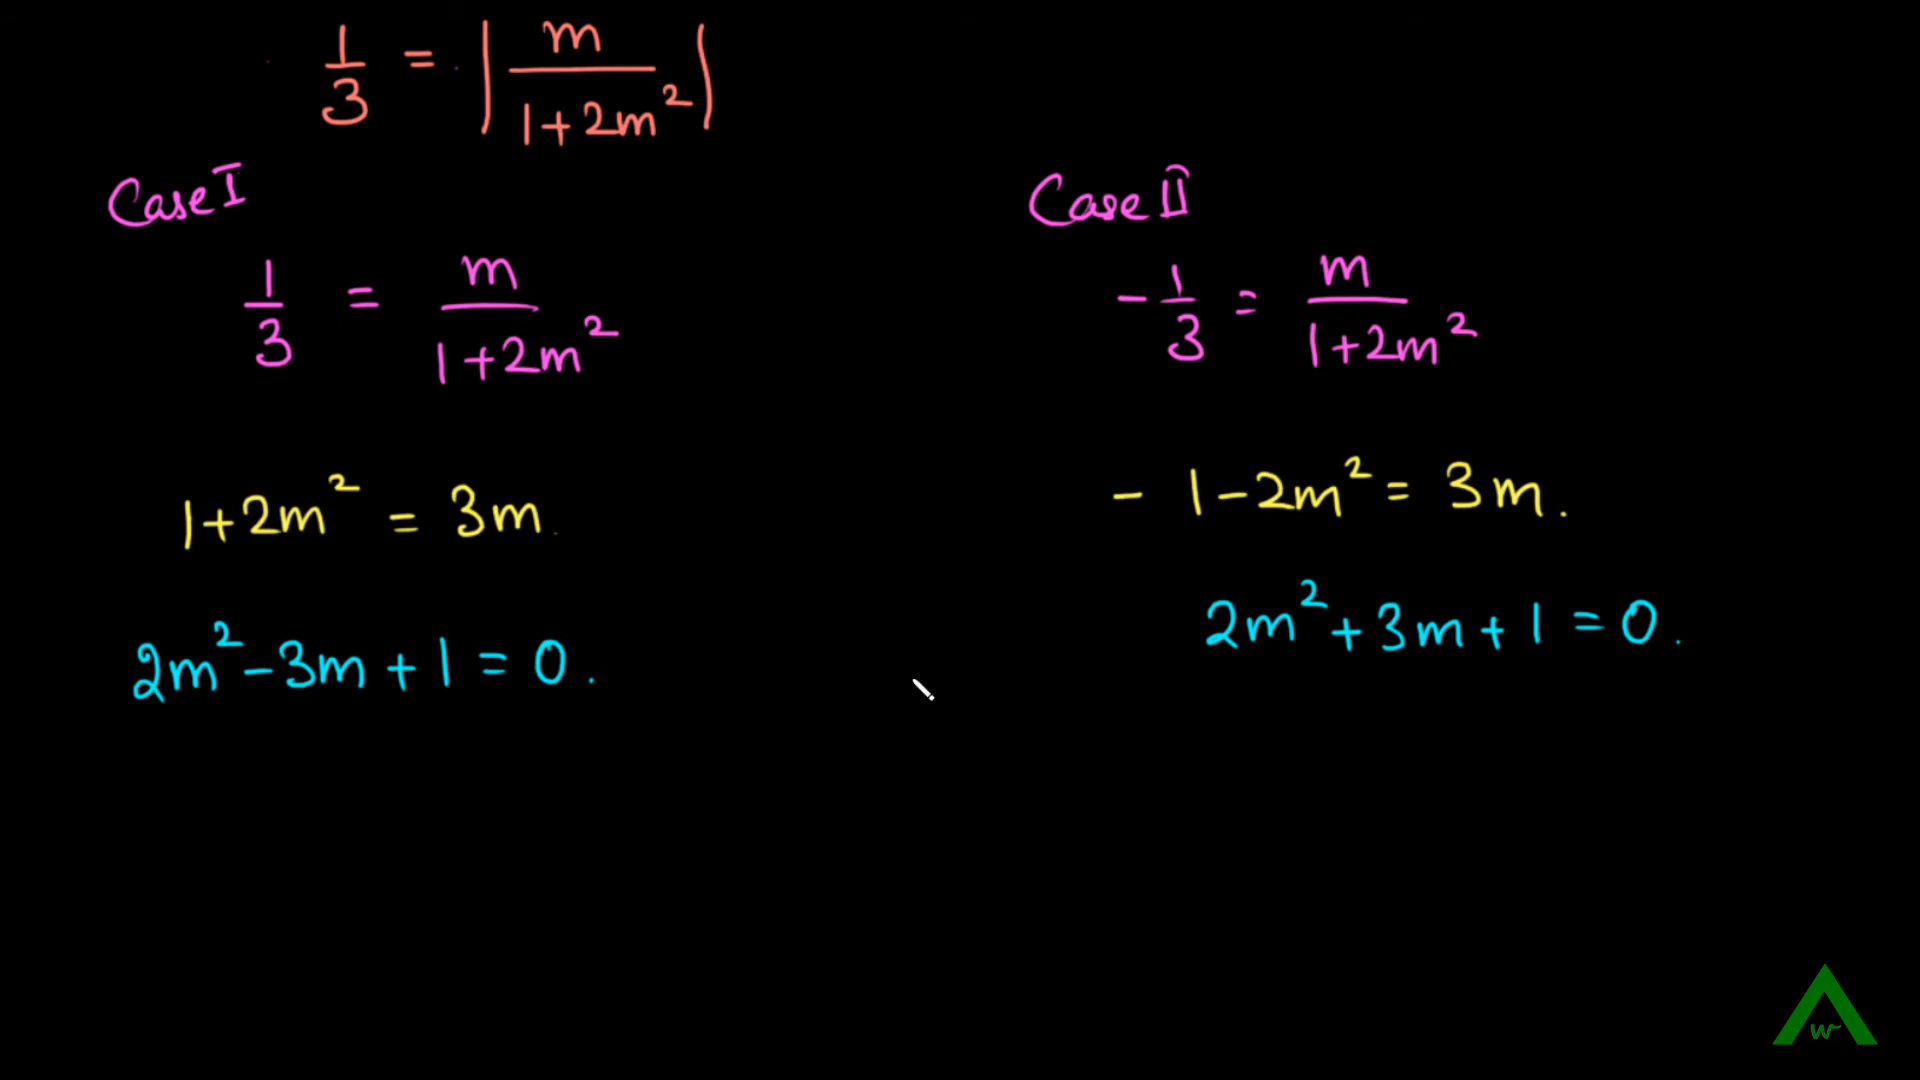 1/3 = |m/(1+2m²)|
Case I
1/3 = m/(1+2m²)
1+2m² = 3m.
2m²-3m+1=0.
Case II
-1/3 = m/(1+2m²)
-1-2m² = 3m.
2m²+3m+1=0.
w